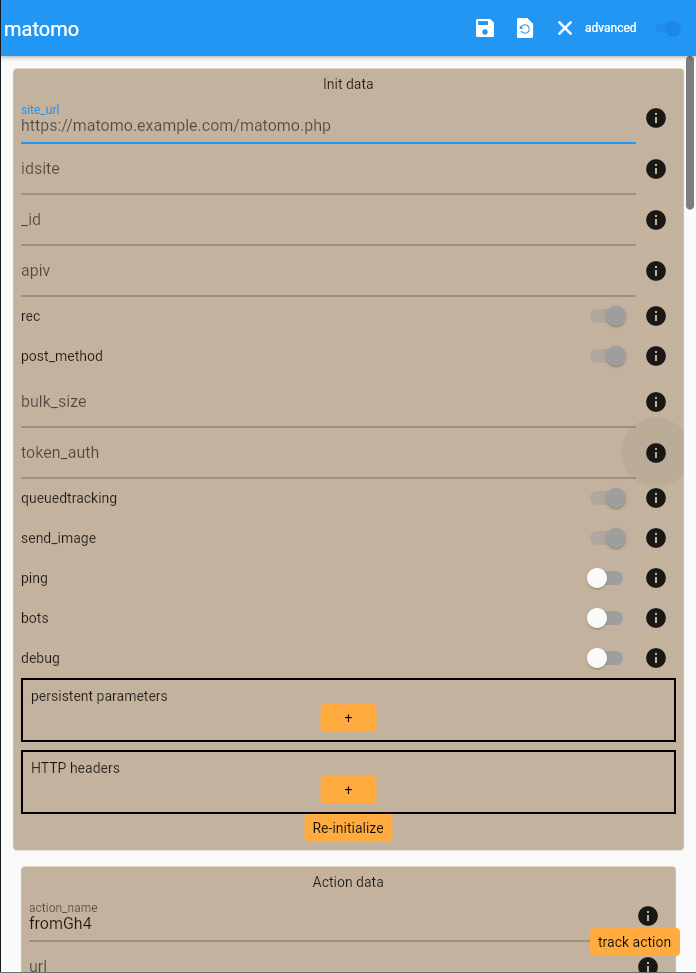 matomo
advanced
Init data
site_url
https://matomo.example.com/matomo.php
idsite
_id
apiv
rec
post_method
bulk_size
token_auth
queuedtracking
send_image
ping
bots
debug
persistent parameters
+
HTTP headers
+
Re-initialize
Action data
action_name
fromGh4
track action
url